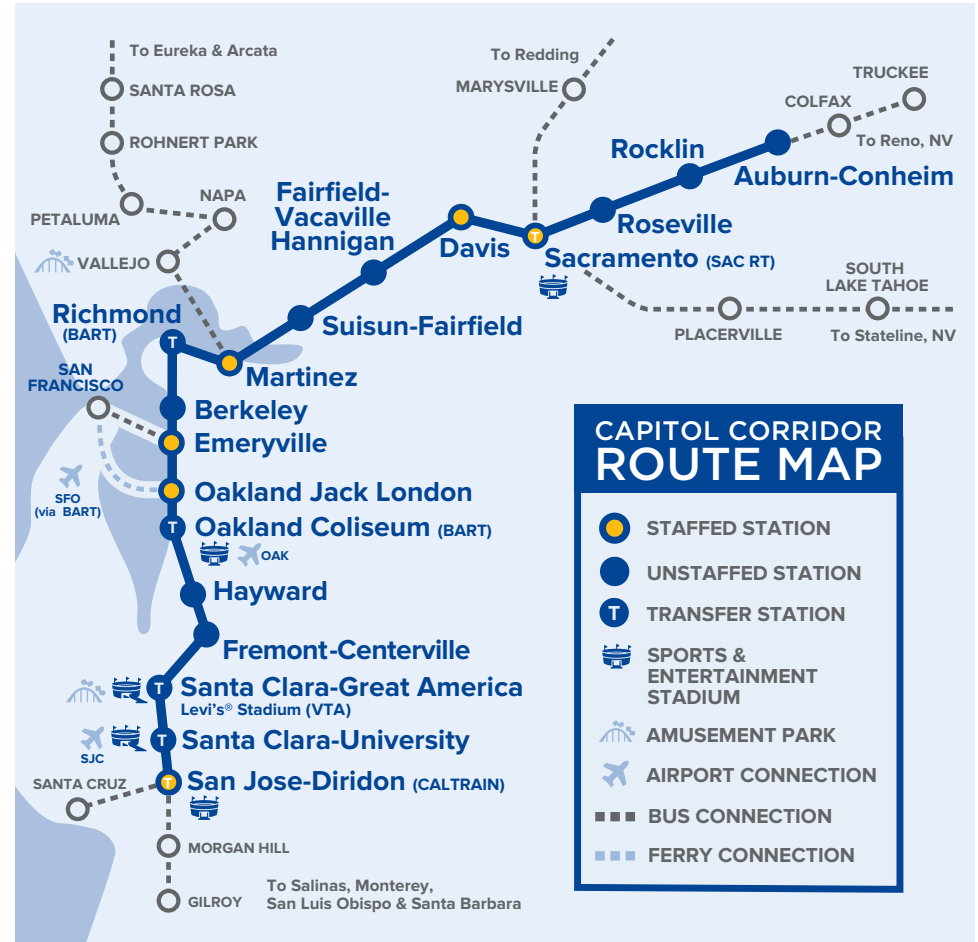 To Eureka & Arcata
SANTA ROSA
ROHNERT PARK
PETALUMA
NAPA
VALLEJO
To Redding
MARYSVILLE
TRUCKEE
COLFAX
To Reno, NV
Rocklin
Auburn-Conheim
Roseville
Fairfield-
Vacaville
Hannigan
Davis
Sacramento (SAC RT)
T
SOUTH
LAKE TAHOE
PLACERVILLE
To Stateline, NV
Richmond
(BART)
T
Suisun-Fairfield
Martinez
SAN
FRANCISCO
Berkeley
Emeryville
SFO
(via BART)
Oakland Jack London
T
Oakland Coliseum (BART)
OAK
Hayward
Fremont-Centerville
T
Santa Clara-Great America
Levi's® Stadium (VTA)
T
Santa Clara-University
SJC
T
San Jose-Diridon (CALTRAIN)
SANTA CRUZ
MORGAN HILL
GILROY
To Salinas, Monterey,
San Luis Obispo & Santa Barbara
CAPITOL CORRIDOR
ROUTE MAP
STAFFED STATION
UNSTAFFED STATION
T
TRANSFER STATION
SPORTS &
ENTERTAINMENT
STADIUM
AMUSEMENT PARK
AIRPORT CONNECTION
BUS CONNECTION
FERRY CONNECTION